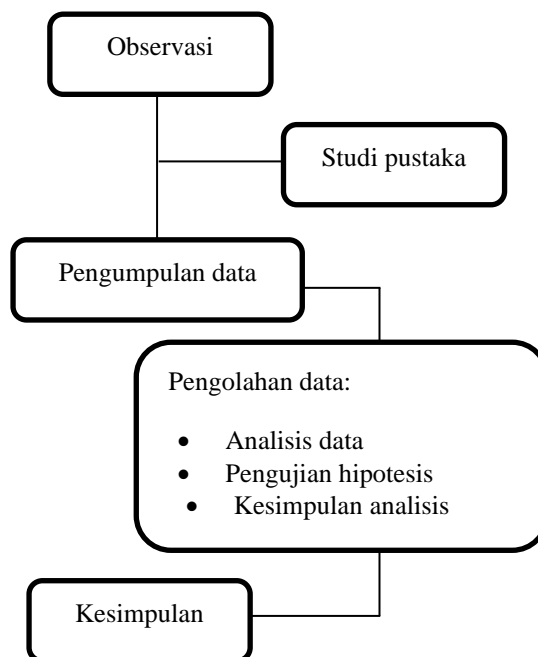 Observasi
Studi pustaka
Pengumpulan data
Pengolahan data:
• Analisis data
• Pengujian hipotesis
• Kesimpulan analisis
Kesimpulan